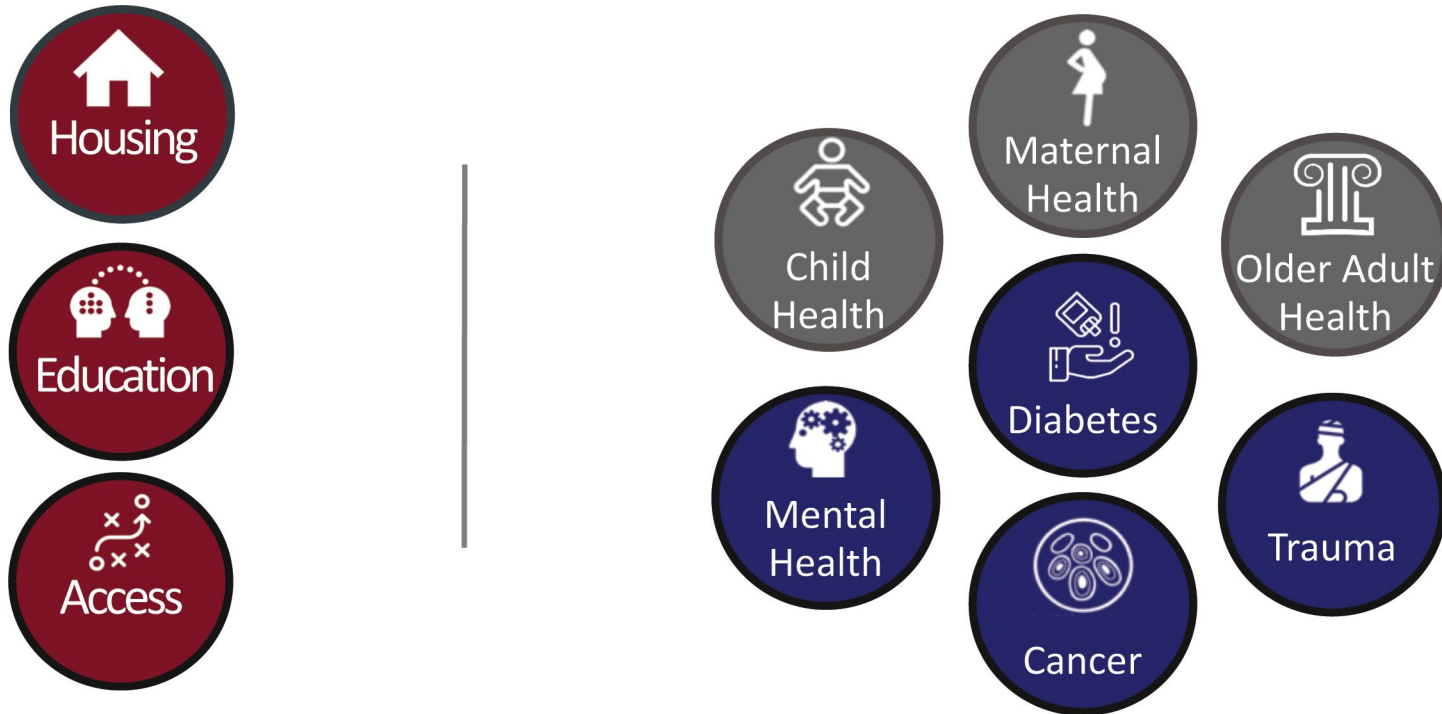 Housing
Education
Access
Maternal
Health
Child
Health
Older Adult
Health
Diabetes
Mental
Health
Trauma
Cancer